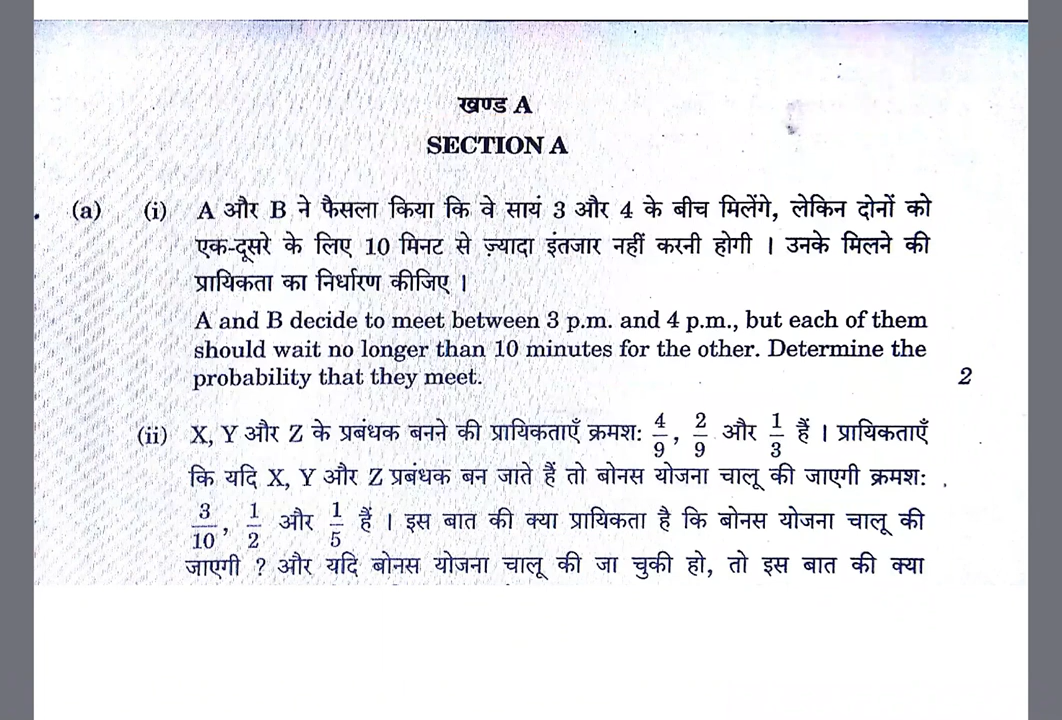 खण्ड A
SECTION A
(a) (i) A और B ने फैसला किया कि वे सायं 3 और 4 के बीच मिलेंगे, लेकिन दोनों को
एक-दूसरे के लिए 10 मिनट से ज़्यादा इंतजार नहीं करनी होगी । उनके मिलने की
प्रायिकता का निर्धारण कीजिए ।
A and B decide to meet between 3 p.m. and 4 p.m., but each of them
should wait no longer than 10 minutes for the other. Determine the
probability that they meet. 2
(ii) X, Y और Z के प्रबंधक बनने की प्रायिकताएँ क्रमश: 4/9, 2/9 और 1/3 हैं । प्रायिकताएँ
कि यदि X, Y और Z प्रबंधक बन जाते हैं तो बोनस योजना चालू की जाएगी क्रमश:
3/10, 1/2 और 1/5 हैं । इस बात की क्या प्रायिकता है कि बोनस योजना चालू की
जाएगी ? और यदि बोनस योजना चालू की जा चुकी हो, तो इस बात की क्या